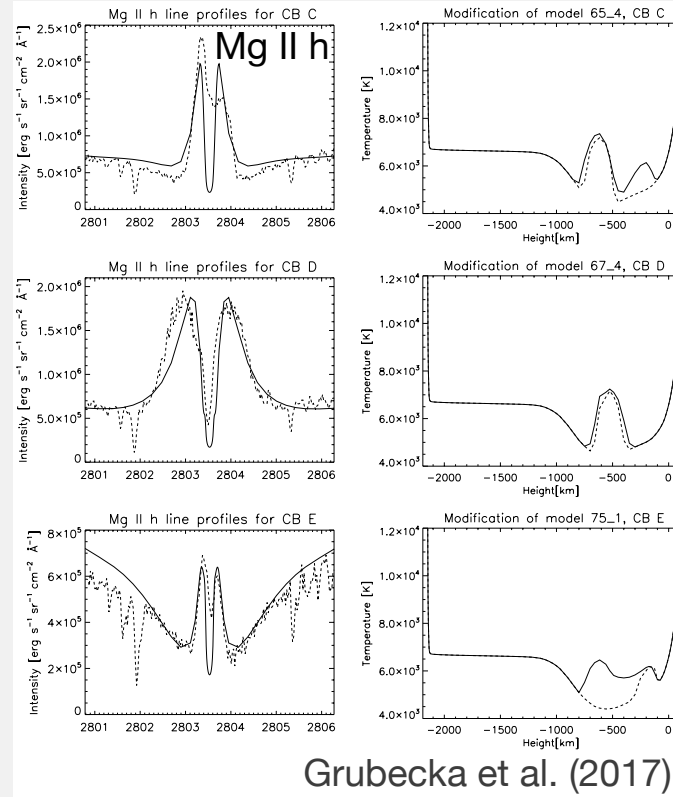 Mg II h line profiles for CB C
Mg II h
Intensity [erg s⁻¹ sr⁻¹ cm⁻² Å⁻¹]
2.5×10⁶
2.0×10⁶
1.5×10⁶
1.0×10⁶
5.0×10⁵
0
2801 2802 2803 2804 2805 2806
Modification of model 65_4, CB C
Temperature [K]
1.2×10⁴
1.0×10⁴
8.0×10³
6.0×10³
4.0×10³
−2000 −1500 −1000 −500 0
Height[km]
Mg II h line profiles for CB D
Intensity [erg s⁻¹ sr⁻¹ cm⁻² Å⁻¹]
2.0×10⁶
1.5×10⁶
1.0×10⁶
5.0×10⁵
0
2801 2802 2803 2804 2805 2806
Modification of model 67_4, CB D
Temperature [K]
1.2×10⁴
1.0×10⁴
8.0×10³
6.0×10³
4.0×10³
−2000 −1500 −1000 −500 0
Height[km]
Mg II h line profiles for CB E
Intensity [erg s⁻¹ sr⁻¹ cm⁻² Å⁻¹]
8×10⁵
6×10⁵
4×10⁵
2×10⁵
0
2801 2802 2803 2804 2805 2806
Modification of model 75_1, CB E
Temperature [K]
1.2×10⁴
1.0×10⁴
8.0×10³
6.0×10³
4.0×10³
−2000 −1500 −1000 −500 0
Height[km]
Grubecka et al. (2017)